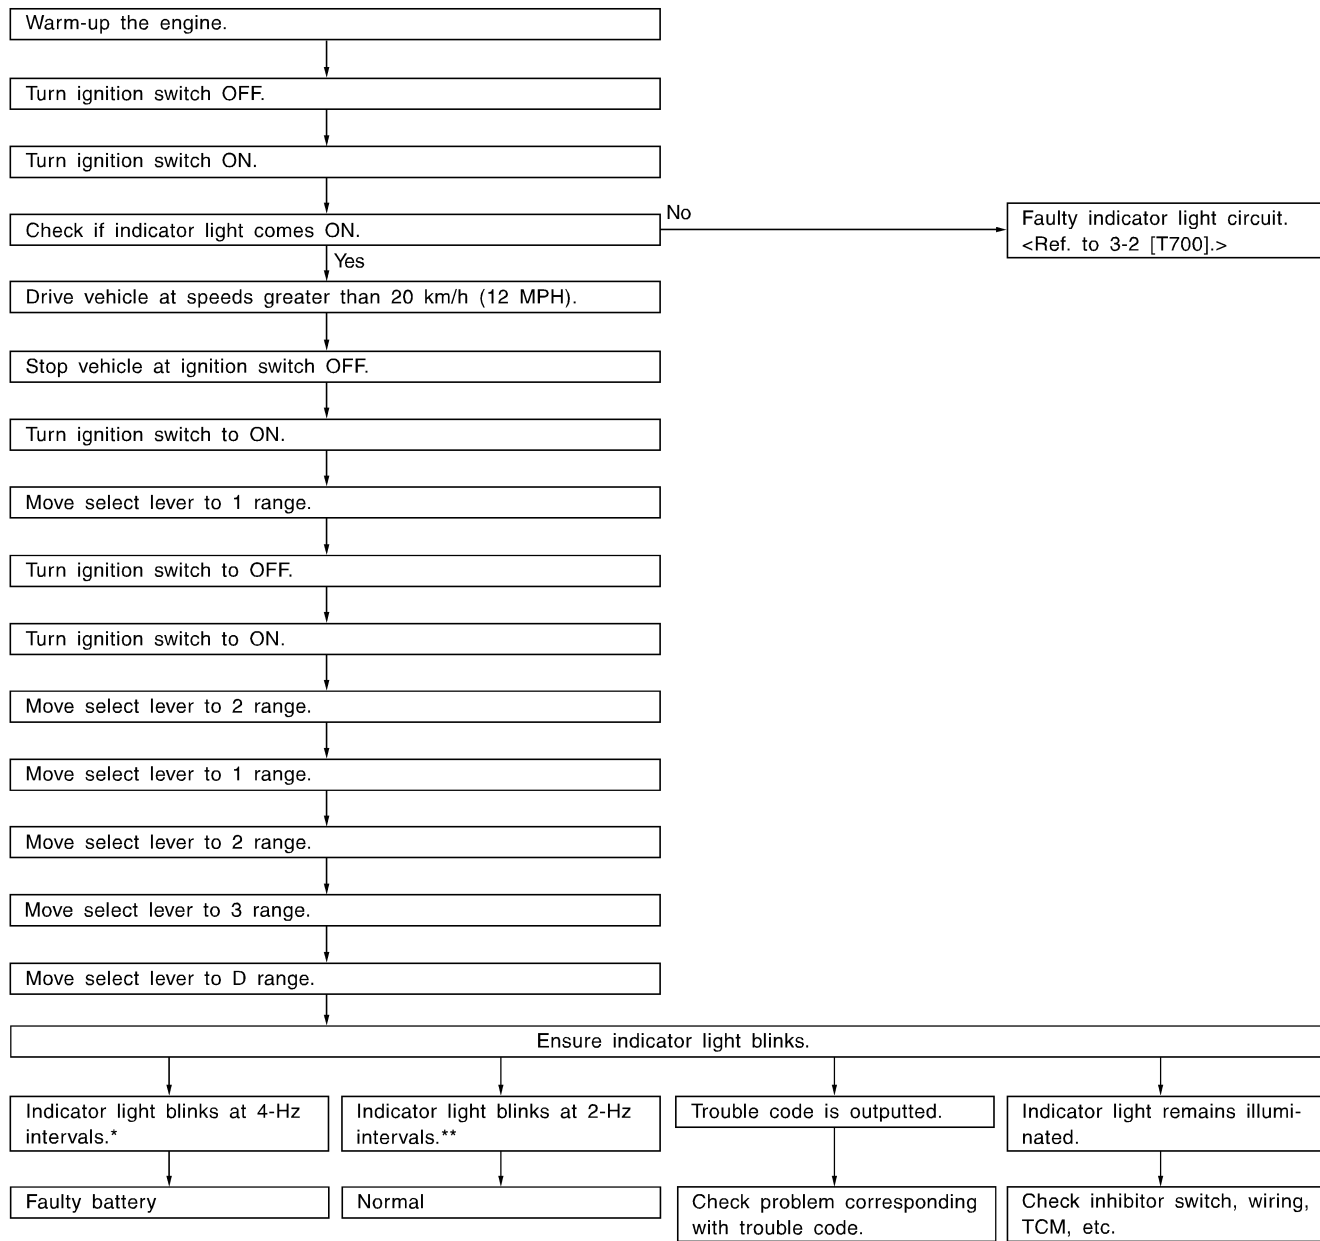 Warm-up the engine.
Turn ignition switch OFF.
Turn ignition switch ON.
Check if indicator light comes ON.
No
Faulty indicator light circuit.
<Ref. to 3-2 [T700].>
Yes
Drive vehicle at speeds greater than 20 km/h (12 MPH).
Stop vehicle at ignition switch OFF.
Turn ignition switch to ON.
Move select lever to 1 range.
Turn ignition switch to OFF.
Turn ignition switch to ON.
Move select lever to 2 range.
Move select lever to 1 range.
Move select lever to 2 range.
Move select lever to 3 range.
Move select lever to D range.
Ensure indicator light blinks.
Indicator light blinks at 4-Hz
intervals.*
Indicator light blinks at 2-Hz
intervals.**
Trouble code is outputted.
Indicator light remains illumi-
nated.
Faulty battery
Normal
Check problem corresponding
with trouble code.
Check inhibitor switch, wiring,
TCM, etc.